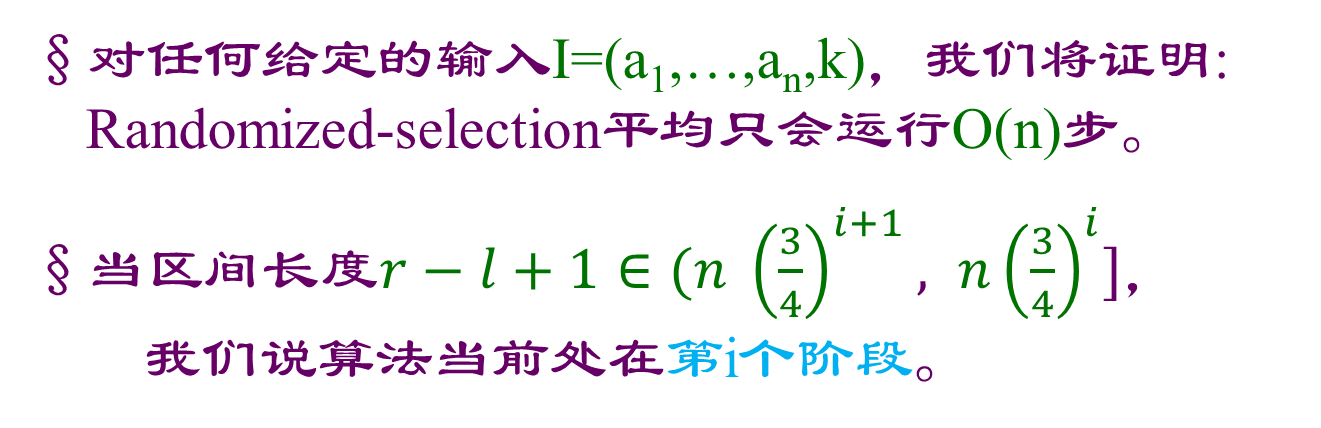 § 对任何给定的输入I=(a₁,…,aₙ,k)，我们将证明:
Randomized-selection平均只会运行O(n)步。
§ 当区间长度r − l + 1 ∈ (n (3/4)^{i+1} , n (3/4)^i ],
我们说算法当前处在第i个阶段。